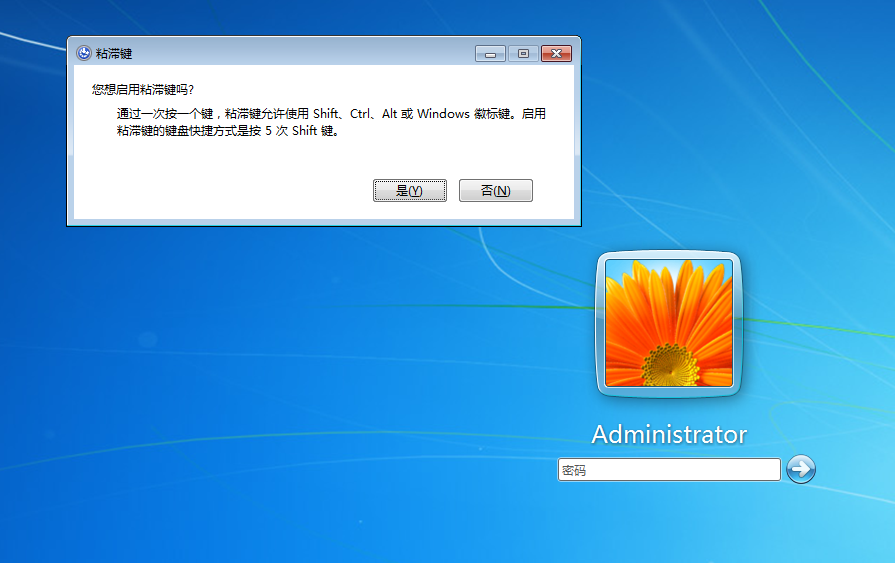 粘滞键
您想启用粘滞键吗?
通过一次按一个键，粘滞键允许使用 Shift、Ctrl、Alt 或 Windows 徽标键。启用
粘滞键的键盘快捷方式是按 5 次 Shift 键。
是(Y)
否(N)
Administrator
密码